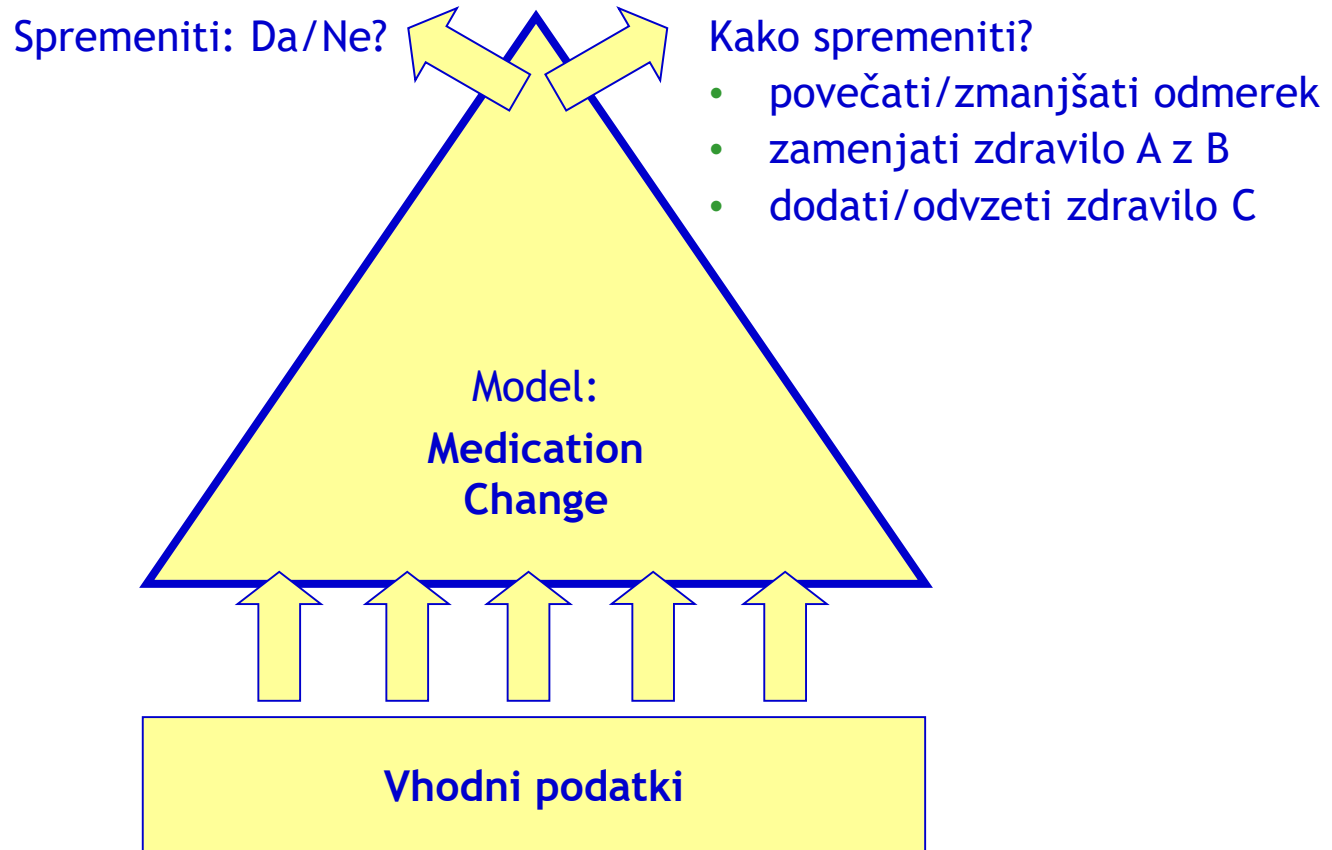 Spremeniti: Da/Ne?
Kako spremeniti?
• povečati/zmanjšati odmerek
• zamenjati zdravilo A z B
• dodati/odvzeti zdravilo C
Model:
Medication
Change
Vhodni podatki